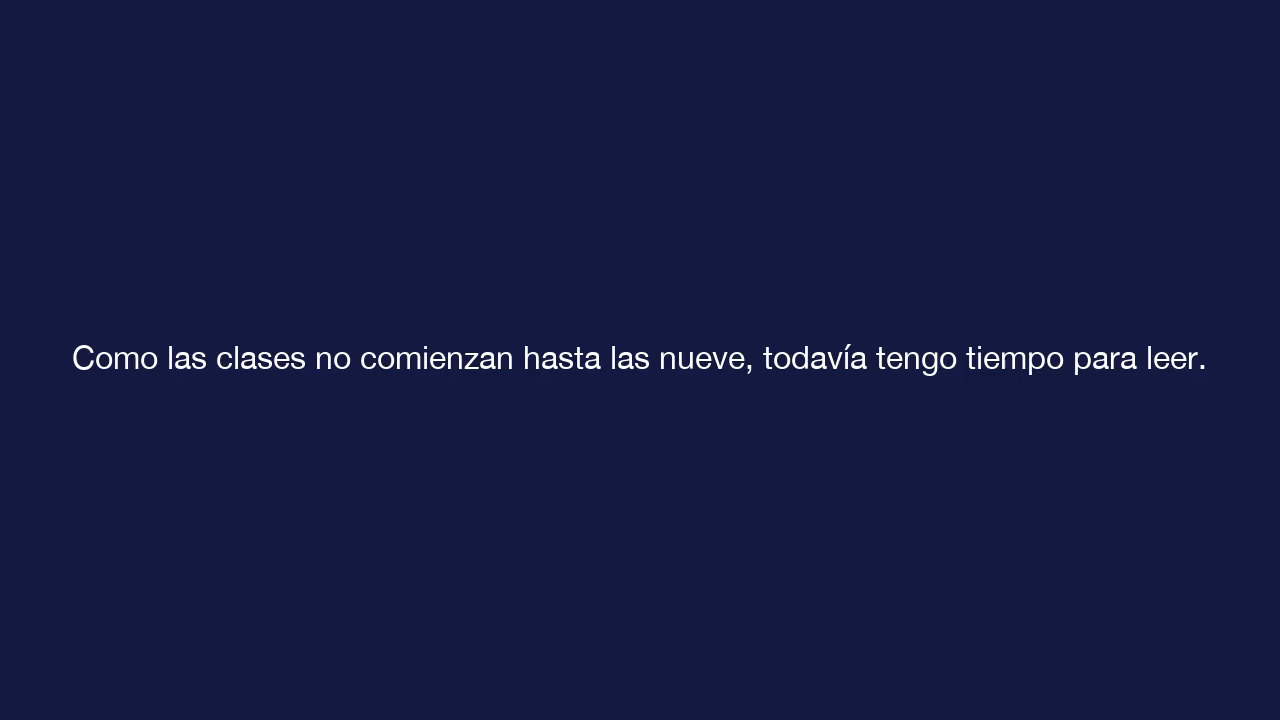 Como las clases no comienzan hasta las nueve, todavía tengo tiempo para leer.